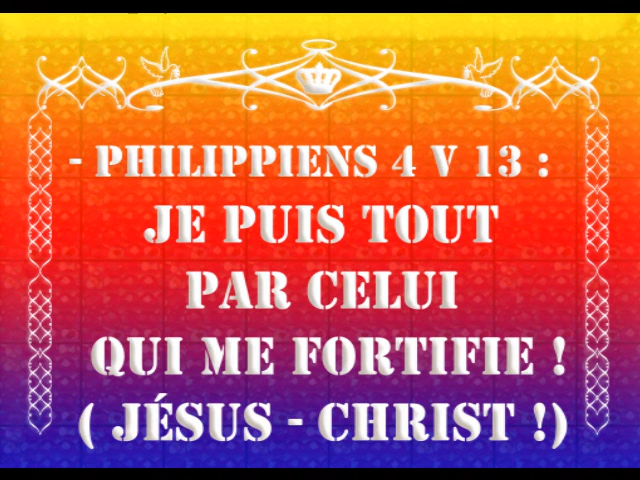 - PHILIPPIENS 4 V 13 :
JE PUIS TOUT
PAR CELUI
QUI ME FORTIFIE !
( JÉSUS - CHRIST !)